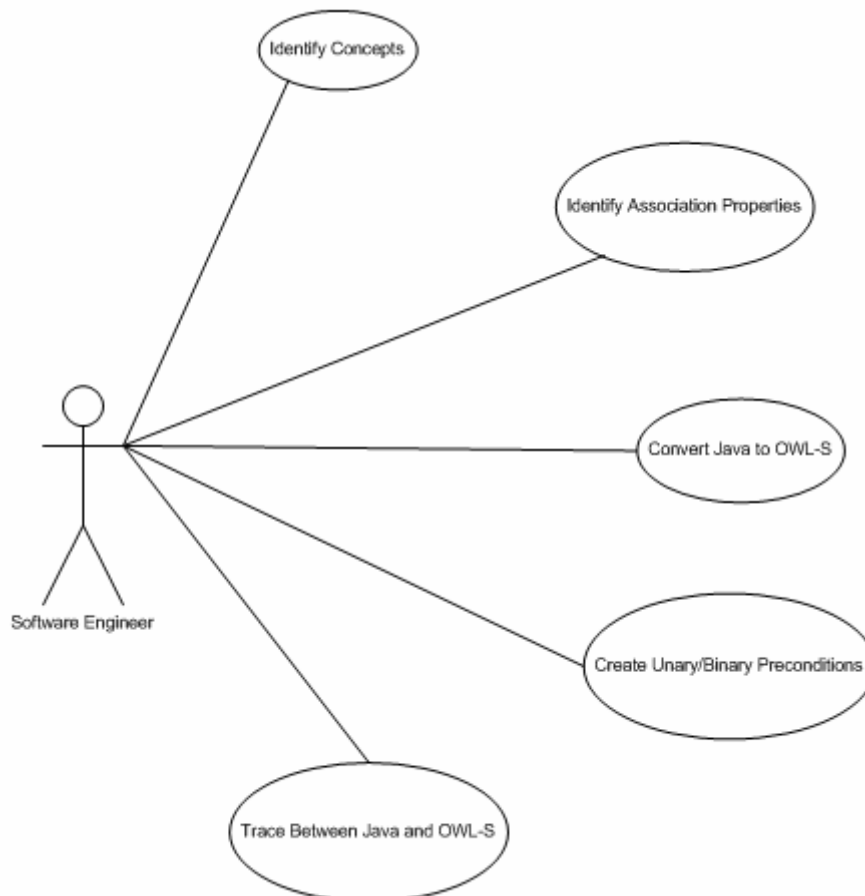 Identify Concepts
Identify Association Properties
Convert Java to OWL-S
Software Engineer
Create Unary/Binary Preconditions
Trace Between Java and OWL-S